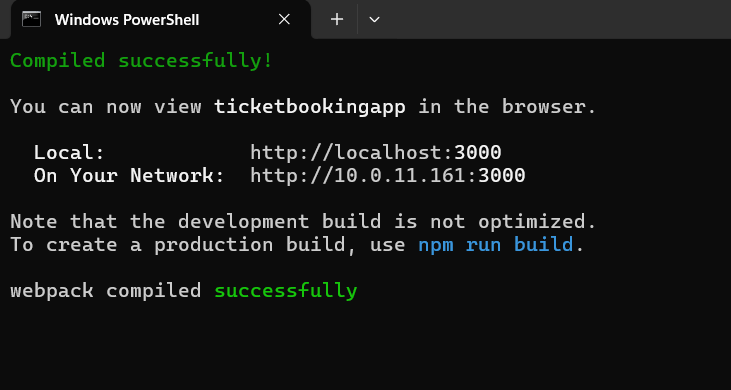 Windows PowerShell
Compiled successfully!
You can now view ticketbookingapp in the browser.
Local: http://localhost:3000
On Your Network: http://10.0.11.161:3000
Note that the development build is not optimized.
To create a production build, use npm run build.
webpack compiled successfully